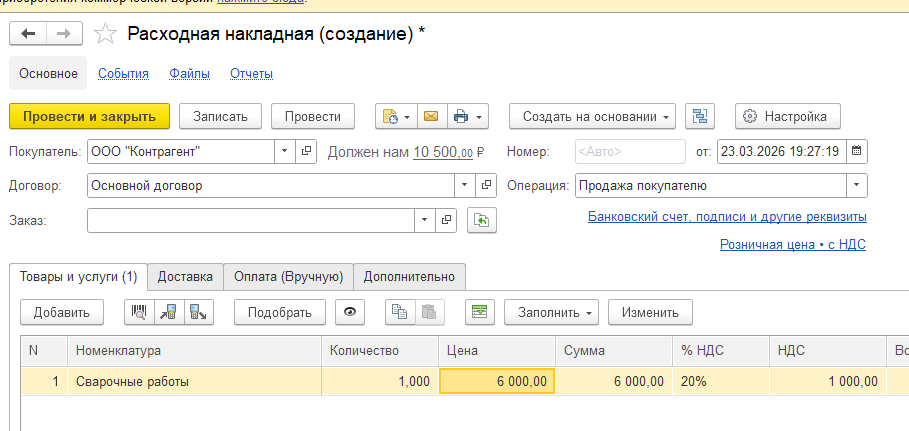 приобретения коммерческой версии нажмите сюда.
Расходная накладная (создание) *
Основное События Файлы Отчеты
Провести и закрыть Записать Провести Создать на основании Настройка
Покупатель: ООО "Контрагент" Должен нам 10 500,00 ₽ Номер: <Авто> от: 23.03.2026 19:27:19
Договор: Основной договор Операция: Продажа покупателю
Заказ: Банковский счет, подписи и другие реквизиты
Розничная цена • с НДС
Товары и услуги (1) Доставка Оплата (Вручную) Дополнительно
Добавить Подобрать Заполнить Изменить
N Номенклатура Количество Цена Сумма % НДС НДС Вс
1 Сварочные работы 1,000 6 000,00 6 000,00 20% 1 000,00